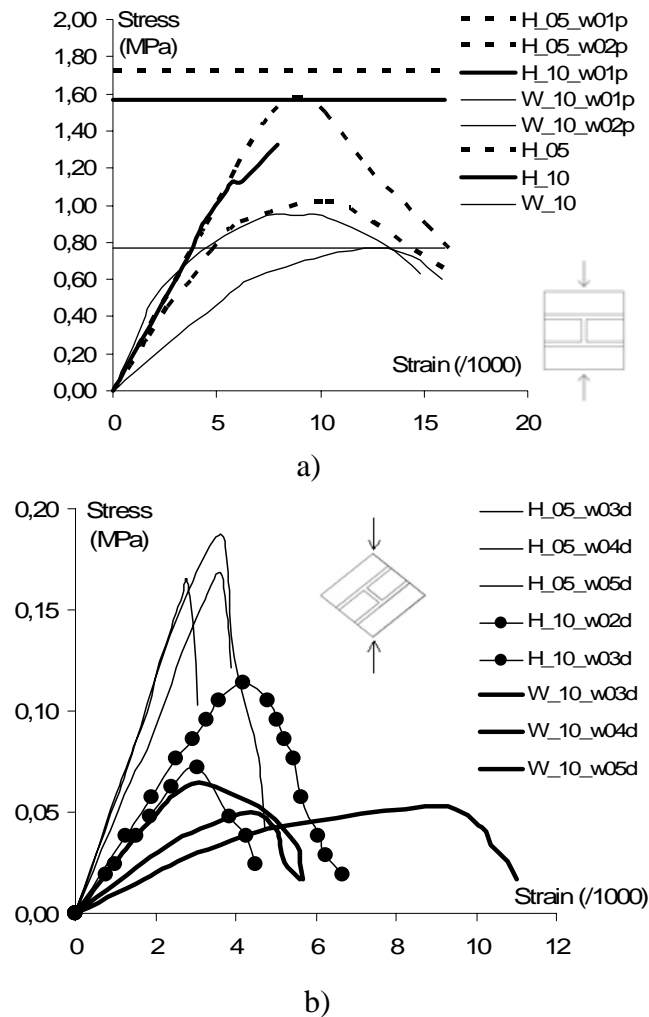 Stress
(MPa)
2,00
1,80
1,60
1,40
1,20
1,00
0,80
0,60
0,40
0,20
0,00
0
5
10
15
20
Strain (/1000)
H_05_w01p
H_05_w02p
H_10_w01p
W_10_w01p
W_10_w02p
H_05
H_10
W_10
a)
Stress
(MPa)
0,20
0,15
0,10
0,05
0,00
0
2
4
6
8
10
12
Strain (/1000)
H_05_w03d
H_05_w04d
H_05_w05d
H_10_w02d
H_10_w03d
W_10_w03d
W_10_w04d
W_10_w05d
b)